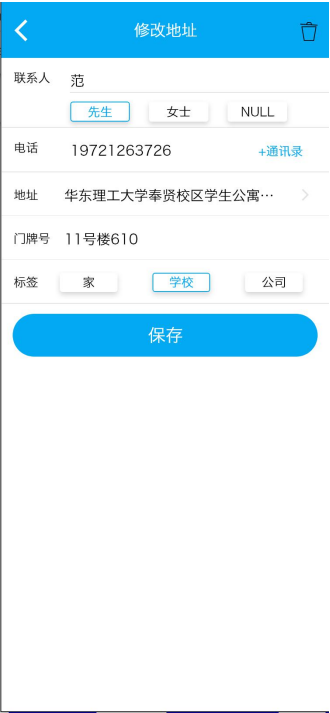 修改地址
联系人 范
先生 女士 NULL
电话 19721263726 +通讯录
地址 华东理工大学奉贤校区学生公寓…
门牌号 11号楼610
标签 家 学校 公司
保存